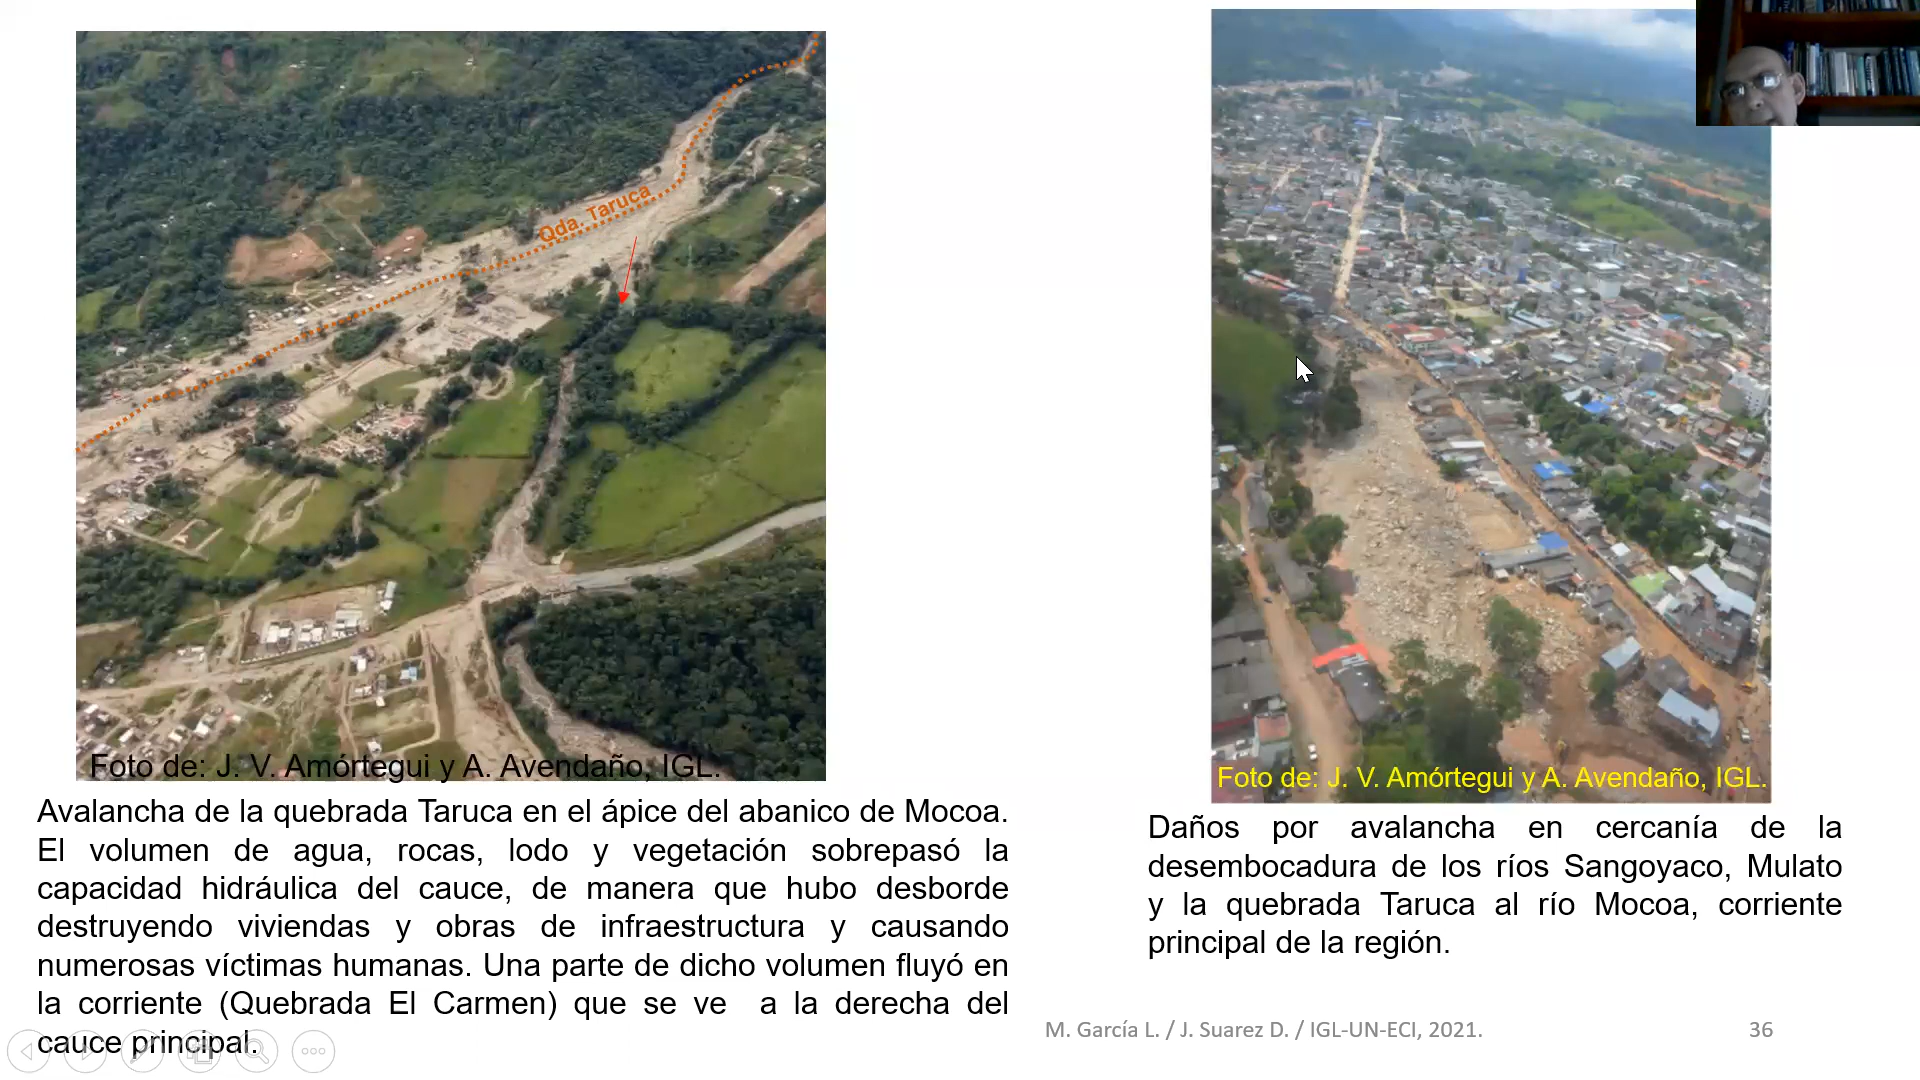 Qda. Taruca
Foto de: J. V. Amórtegui y A. Avendaño, IGL.
Avalancha de la quebrada Taruca en el ápice del abanico de Mocoa.
El volumen de agua, rocas, lodo y vegetación sobrepasó la
capacidad hidráulica del cauce, de manera que hubo desborde
destruyendo viviendas y obras de infraestructura y causando
numerosas víctimas humanas. Una parte de dicho volumen fluyó en
la corriente (Quebrada El Carmen) que se ve a la derecha del
cauce principal.
Foto de: J. V. Amórtegui y A. Avendaño, IGL.
Daños por avalancha en cercanía de la
desembocadura de los ríos Sangoyaco, Mulato
y la quebrada Taruca al río Mocoa, corriente
principal de la región.
M. García L. / J. Suarez D. / IGL-UN-ECI, 2021.
36